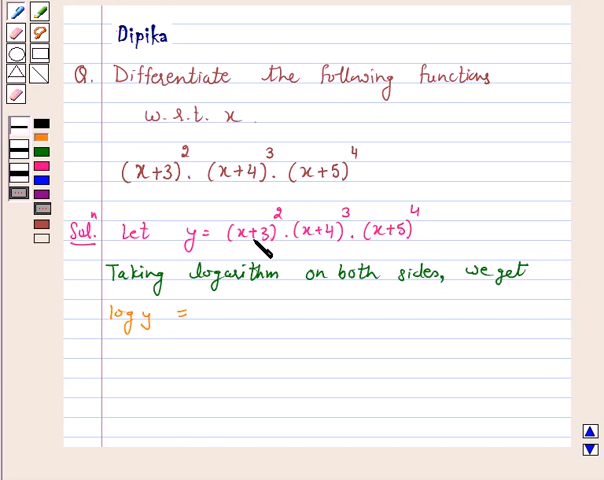 Dipika
Q. Differentiate the following functions
w.r.t. x.
(x+3)². (x+4)³. (x+5)⁴
Solⁿ Let y = (x+3)². (x+4)³. (x+5)⁴
Taking logarithm on both sides, we get
log y =